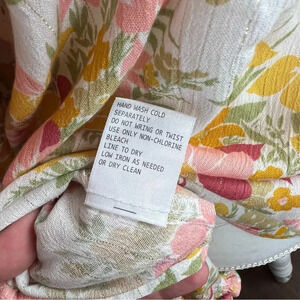 HAND WASH COLD
SEPARATELY
DO NOT WRING OR TWIST
USE ONLY NON-CHLORINE
BLEACH
LINE TO DRY
LOW IRON AS NEEDED
OR DRY CLEAN